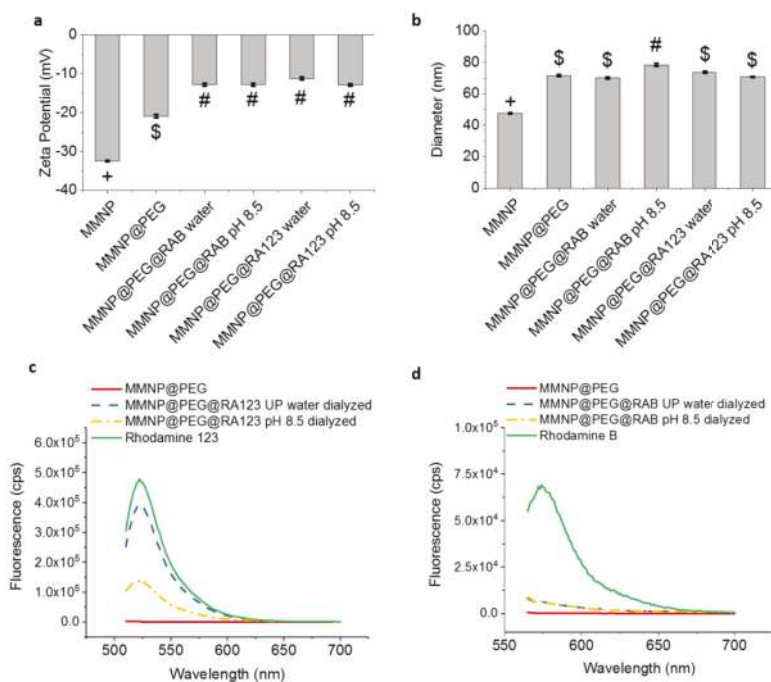 a
Zeta Potential (mV)
0
-10
-20
-30
-40
+
$
#
#
#
#
MMNP
MMNP@PEG
MMNP@PEG@RAB water
MMNP@PEG@RAB pH 8.5
MMNP@PEG@RA123 water
MMNP@PEG@RA123 pH 8.5
b
Diameter (nm)
100
80
60
40
20
0
+
$
$
#
$
$
MMNP
MMNP@PEG
MMNP@PEG@RAB water
MMNP@PEG@RAB pH 8.5
MMNP@PEG@RA123 water
MMNP@PEG@RA123 pH 8.5
c
MMNP@PEG
MMNP@PEG@RA123 UP water dialyzed
MMNP@PEG@RA123 pH 8.5 dialyzed
Rhodamine 123
Fluorescence (cps)
6.0x10⁵
5.0x10⁵
4.0x10⁵
3.0x10⁵
2.0x10⁵
1.0x10⁵
0.0
500 550 600 650 700
Wavelength (nm)
d
MMNP@PEG
MMNP@PEG@RAB UP water dialyzed
MMNP@PEG@RAB pH 8.5 dialyzed
Rhodamine B
Fluorescence (cps)
1.0x10⁵
7.5x10⁴
5.0x10⁴
2.5x10⁴
0.0
550 600 650 700
Wavelength (nm)